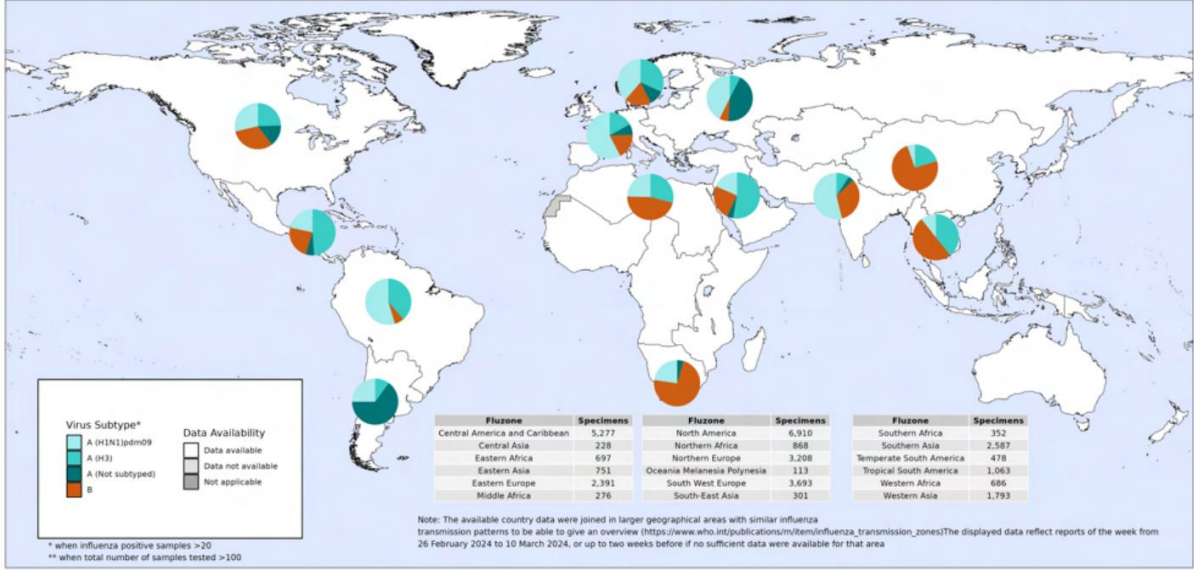 Virus Subtype*
A (H1N1)pdm09
A (H3)
A (Not subtyped)
B
Data Availability
Data available
Data not available
Not applicable
* when influenza positive samples >20
** when total number of samples tested >100
Fluzone Specimens
Central America and Caribbean 5,277
Central Asia 228
Eastern Africa 697
Eastern Asia 751
Eastern Europe 2,391
Middle Africa 276
Fluzone Specimens
North America 6,910
Northern Africa 868
Northern Europe 3,208
Oceania Melanesia Polynesia 113
South West Europe 3,693
South-East Asia 301
Fluzone Specimens
Southern Africa 352
Southern Asia 2,587
Temperate South America 478
Tropical South America 1,063
Western Africa 686
Western Asia 1,793
Note: The available country data were joined in larger geographical areas with similar influenza
transmission patterns to be able to give an overview (https://www.who.int/publications/m/item/influenza_transmission_zones)The displayed data reflect reports of the week from
26 February 2024 to 10 March 2024, or up to two weeks before if no sufficient data were available for that area